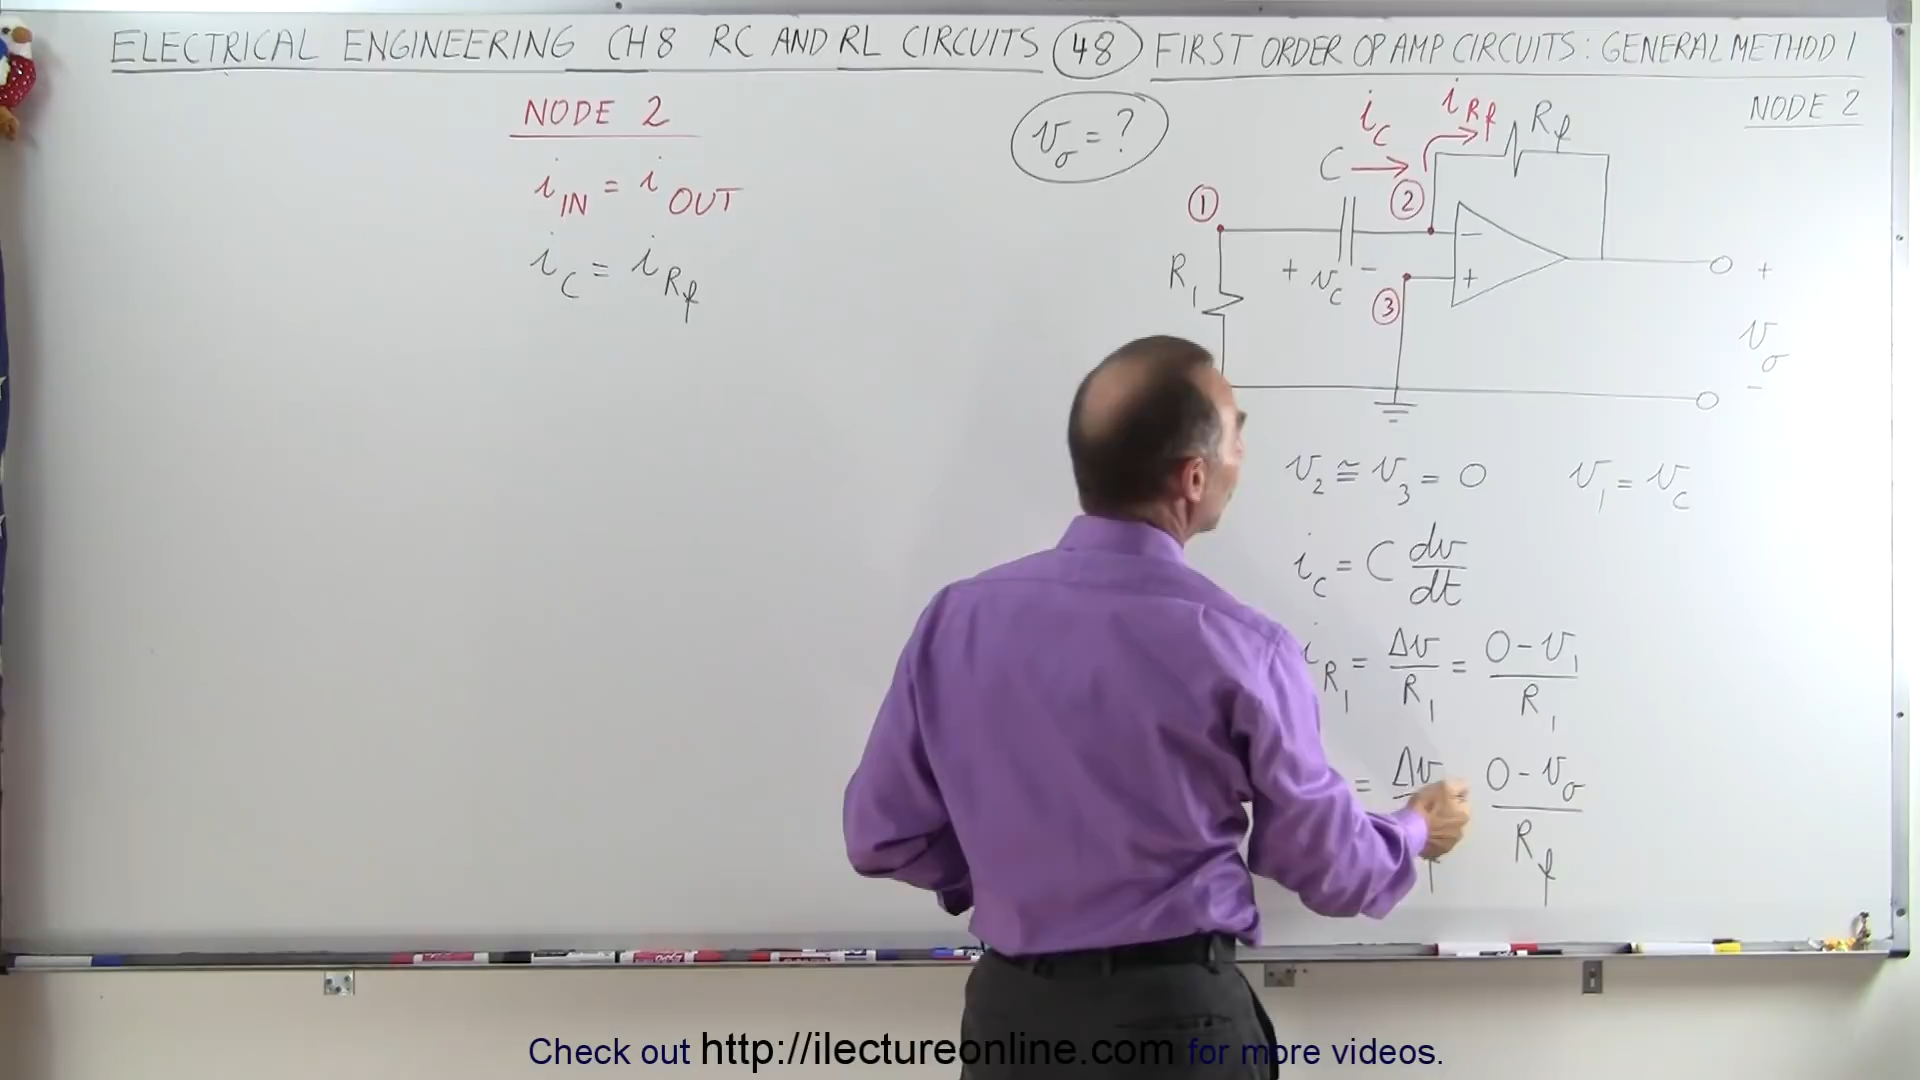 ELECTRICAL ENGINEERING CH 8 RC AND RL CIRCUITS 48 FIRST ORDER OP AMP CIRCUITS: GENERAL METHOD 1
NODE 2
i_IN = i_OUT
i_C = i_Rf
v_o = ?
NODE 2
i_C
i_Rf
R_f
C
1
2
R_1
+ v_C -
3
-
+
+
v_o
-
v_2 ≅ v_3 = 0
v_1 = v_C
i_C = C dv/dt
i_R1 = Δv/R_1 = 0 - v_1/R_1
= Δv 0 - v_o/R_f
Check out http://ilectureonline.com for more videos.